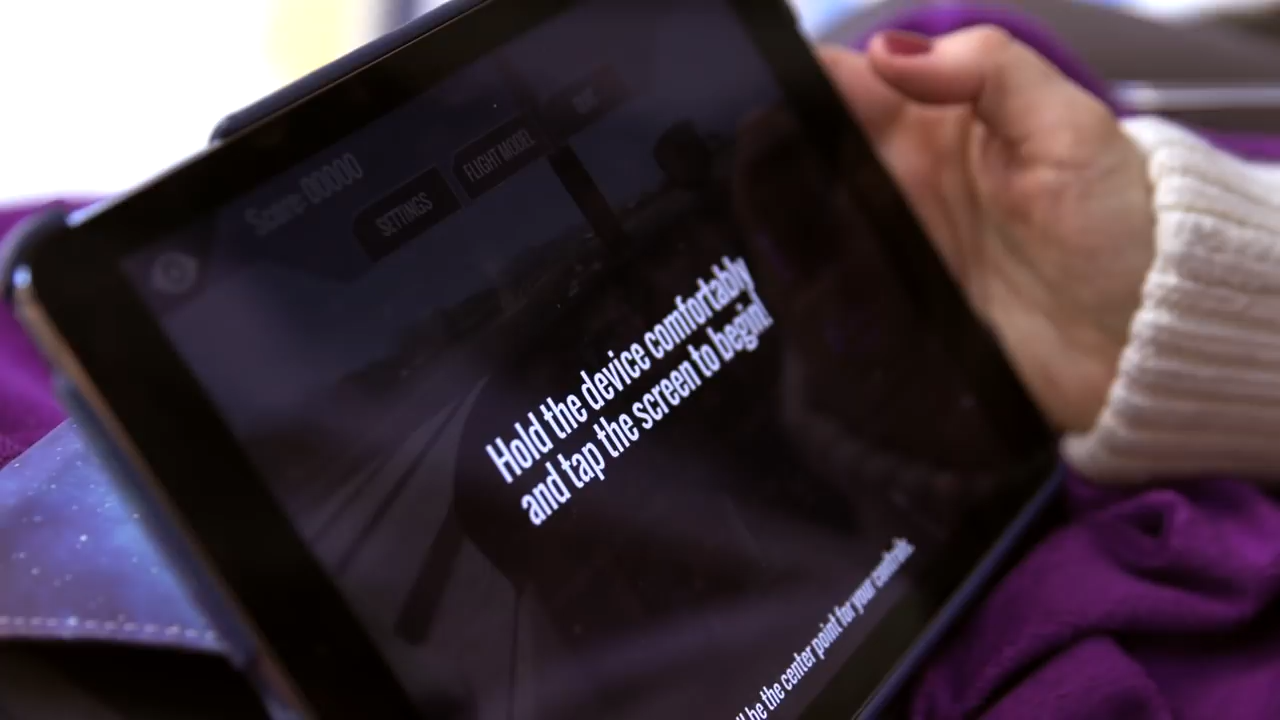 Score: 00000
SETTINGS
FLIGHT MODEL
Hold the device comfortably
and tap the screen to begin!
be the center point for your controls.